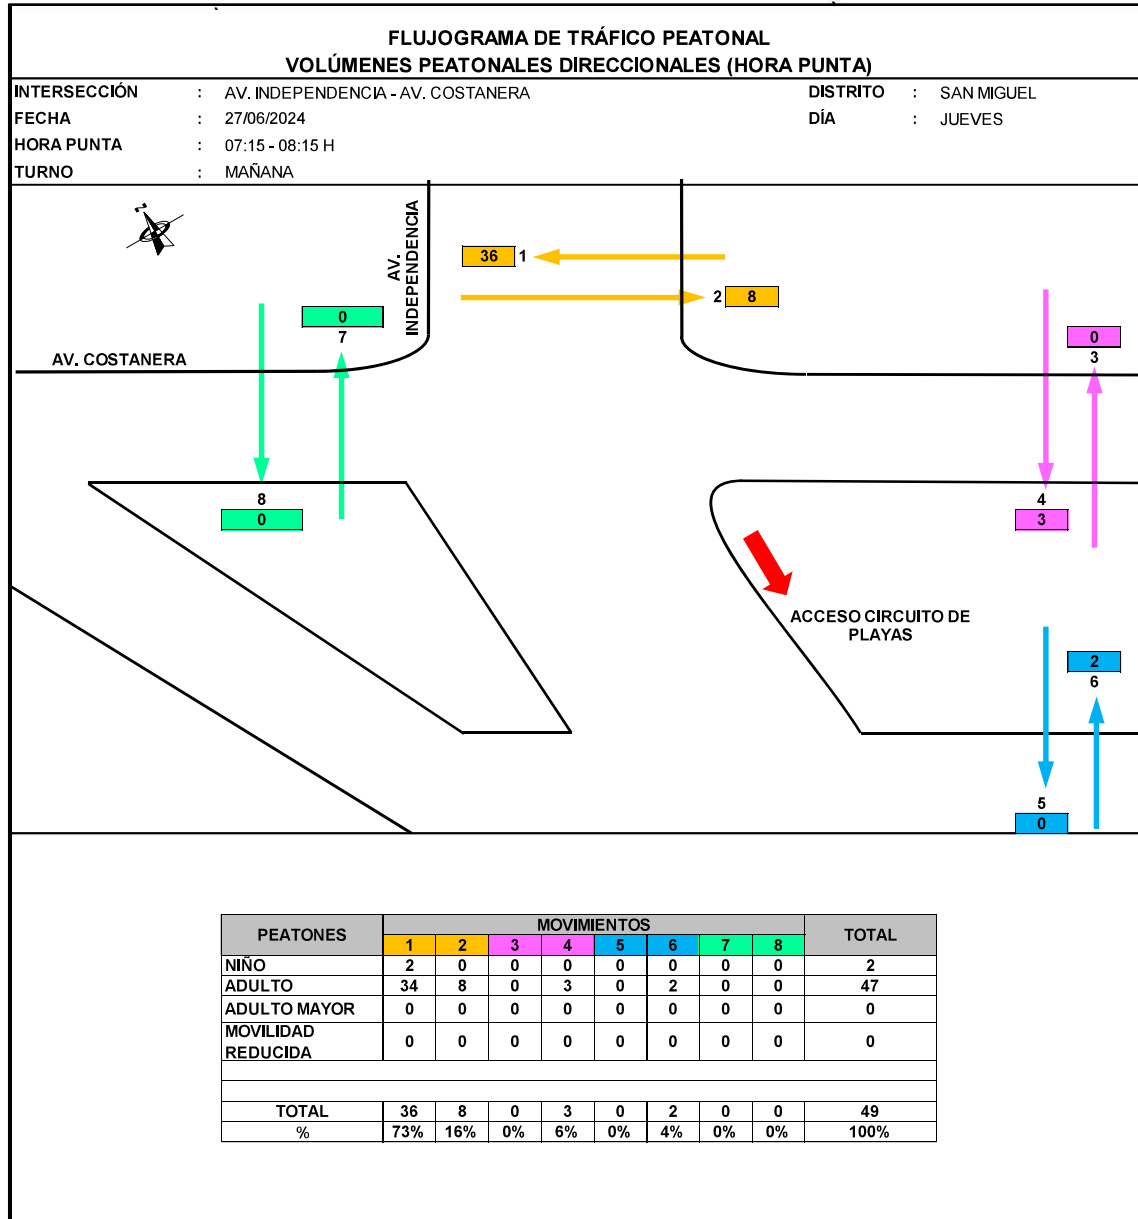 FLUJOGRAMA DE TRÁFICO PEATONAL
VOLÚMENES PEATONALES DIRECCIONALES (HORA PUNTA)
INTERSECCIÓN : AV. INDEPENDENCIA - AV. COSTANERA DISTRITO : SAN MIGUEL
FECHA : 27/06/2024 DÍA : JUEVES
HORA PUNTA : 07:15 - 08:15 H
TURNO : MAÑANA
AV. INDEPENDENCIA
36 1
2 8
0
7
0
3
AV. COSTANERA
8
0
4
3
ACCESO CIRCUITO DE
PLAYAS
2
6
5
0
PEATONES MOVIMIENTOS TOTAL
1 2 3 4 5 6 7 8
NIÑO 2 0 0 0 0 0 0 0 2
ADULTO 34 8 0 3 0 2 0 0 47
ADULTO MAYOR 0 0 0 0 0 0 0 0 0
MOVILIDAD
REDUCIDA 0 0 0 0 0 0 0 0 0
TOTAL 36 8 0 3 0 2 0 0 49
% 73% 16% 0% 6% 0% 4% 0% 0% 100%